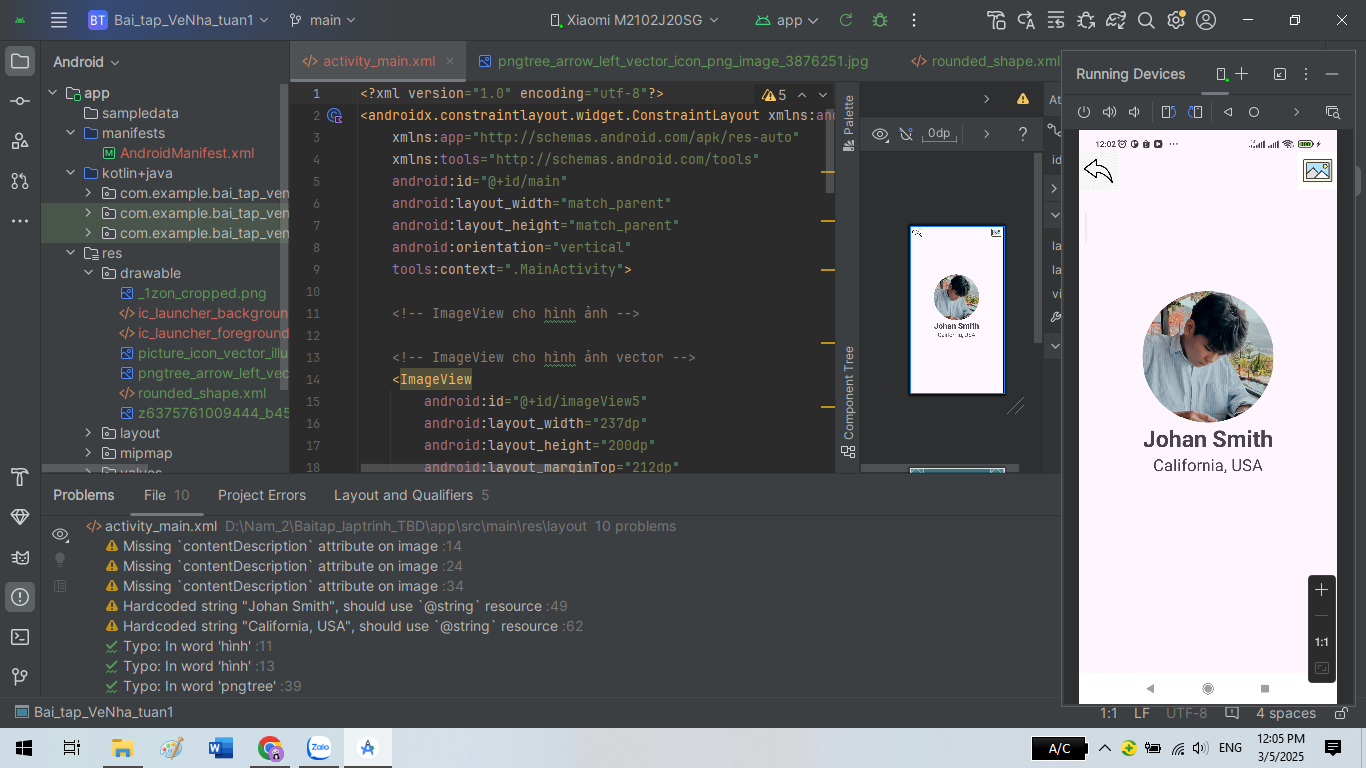 BT Bai_tap_VeNha_tuan1 main Xiaomi M2102J20SG app
Android
app
sampledata
manifests
AndroidManifest.xml
kotlin+java
com.example.bai_tap_ven
com.example.bai_tap_ven
com.example.bai_tap_ven
res
drawable
_1zon_cropped.png
ic_launcher_backgroun
ic_launcher_foreground
picture_icon_vector_illu
pngtree_arrow_left_vec
rounded_shape.xml
z6375761009444_b45
layout
mipmap
values
activity_main.xml pngtree_arrow_left_vector_icon_png_image_3876251.jpg rounded_shape.xml
1 <?xml version="1.0" encoding="utf-8"?> 5
2 <androidx.constraintlayout.widget.ConstraintLayout xmlns:and
3 xmlns:app="http://schemas.android.com/apk/res-auto"
4 xmlns:tools="http://schemas.android.com/tools"
5 android:id="@+id/main"
6 android:layout_width="match_parent"
7 android:layout_height="match_parent"
8 android:orientation="vertical"
9 tools:context=".MainActivity">
10
11 <!-- ImageView cho hình ảnh -->
12
13 <!-- ImageView cho hình ảnh vector -->
14 <ImageView
15 android:id="@+id/imageView5"
16 android:layout_width="237dp"
17 android:layout_height="200dp"
18 android:layout_marginTop="212dp"
Palette
Component Tree
0dp
?
Johan Smith
California, USA
At
id
la
la
vi
Running Devices
12:02
Johan Smith
California, USA
1:1
Problems File 10 Project Errors Layout and Qualifiers 5
activity_main.xml D:\Nam_2\Baitap_laptrinh_TBD\app\src\main\res\layout 10 problems
Missing `contentDescription` attribute on image :14
Missing `contentDescription` attribute on image :24
Missing `contentDescription` attribute on image :34
Hardcoded string "Johan Smith", should use `@string` resource :49
Hardcoded string "California, USA", should use `@string` resource :62
Typo: In word 'hình' :11
Typo: In word 'hình' :13
Typo: In word 'pngtree' :39
Bai_tap_VeNha_tuan1 1:1 LF UTF-8 4 spaces
Zalo
A/C
ENG
12:05 PM
3/5/2025